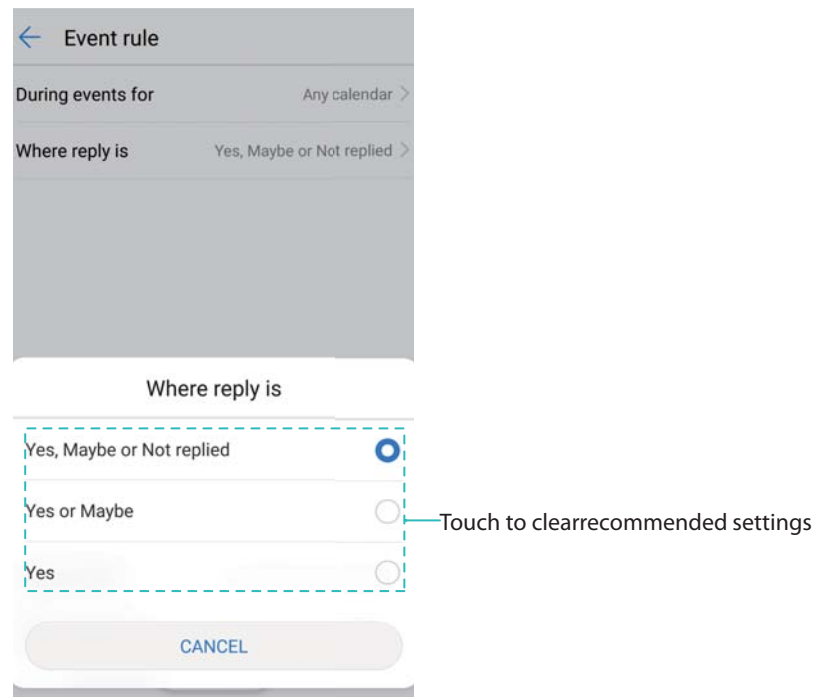 Event rule
During events for Any calendar
Where reply is Yes, Maybe or Not replied
Where reply is
Yes, Maybe or Not replied
Yes or Maybe
Touch to clearrecommended settings
Yes
CANCEL